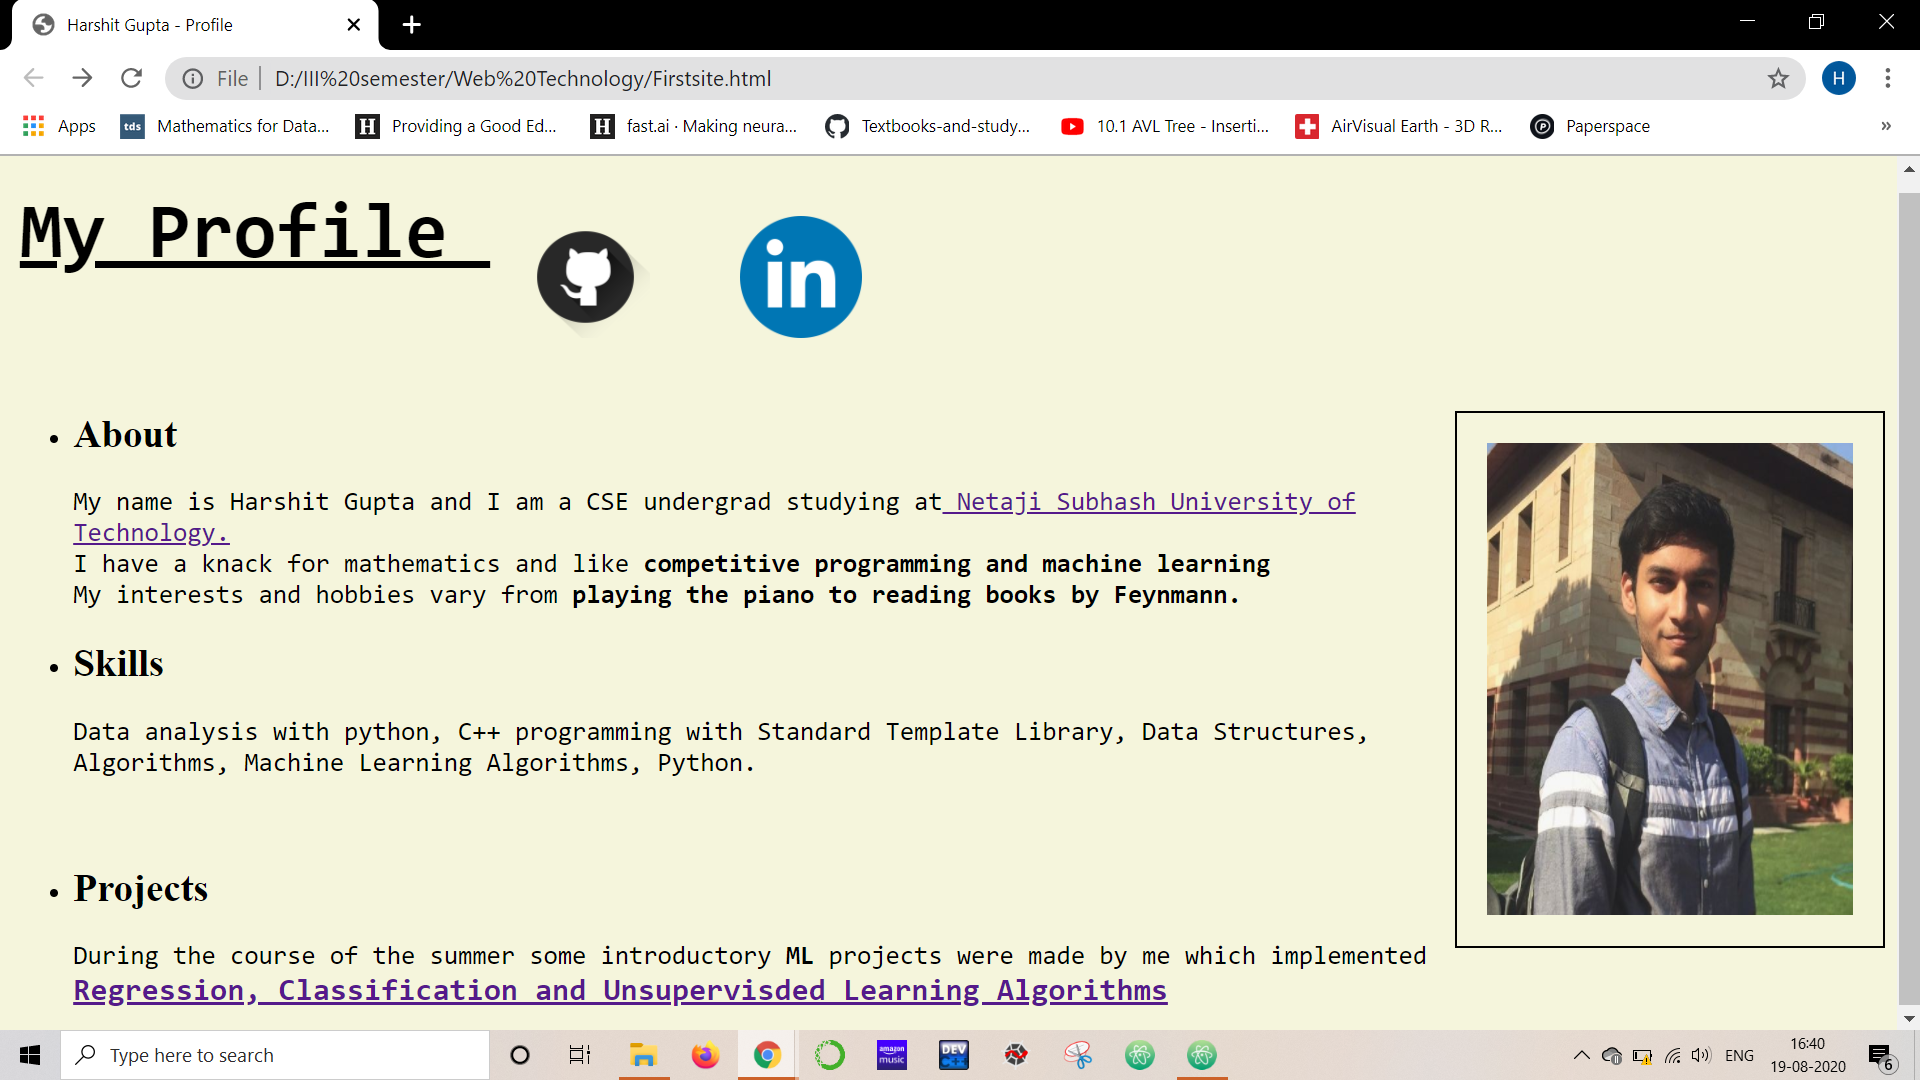 Harshit Gupta - Profile
File | D:/III%20semester/Web%20Technology/Firstsite.html
H
Apps
tds Mathematics for Data...
H Providing a Good Ed...
H fast.ai · Making neura...
Textbooks-and-study...
10.1 AVL Tree - Inserti...
AirVisual Earth - 3D R...
P Paperspace
»
My Profile
in
• About
My name is Harshit Gupta and I am a CSE undergrad studying at Netaji Subhash University of
Technology.
I have a knack for mathematics and like competitive programming and machine learning
My interests and hobbies vary from playing the piano to reading books by Feynmann.
• Skills
Data analysis with python, C++ programming with Standard Template Library, Data Structures,
Algorithms, Machine Learning Algorithms, Python.
• Projects
During the course of the summer some introductory ML projects were made by me which implemented
Regression, Classification and Unsupervisded Learning Algorithms
Type here to search
amazon
music
DEV
C++
ENG
16:40
19-08-2020
6